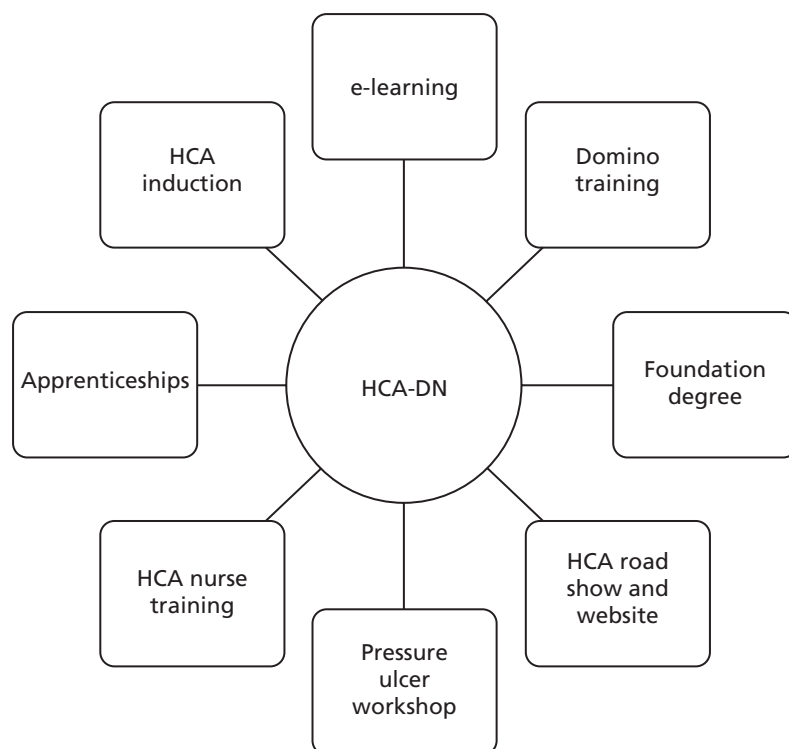 e-learning
HCA
induction
Domino
training
Apprenticeships
HCA-DN
Foundation
degree
HCA nurse
training
HCA road
show and
website
Pressure
ulcer
workshop